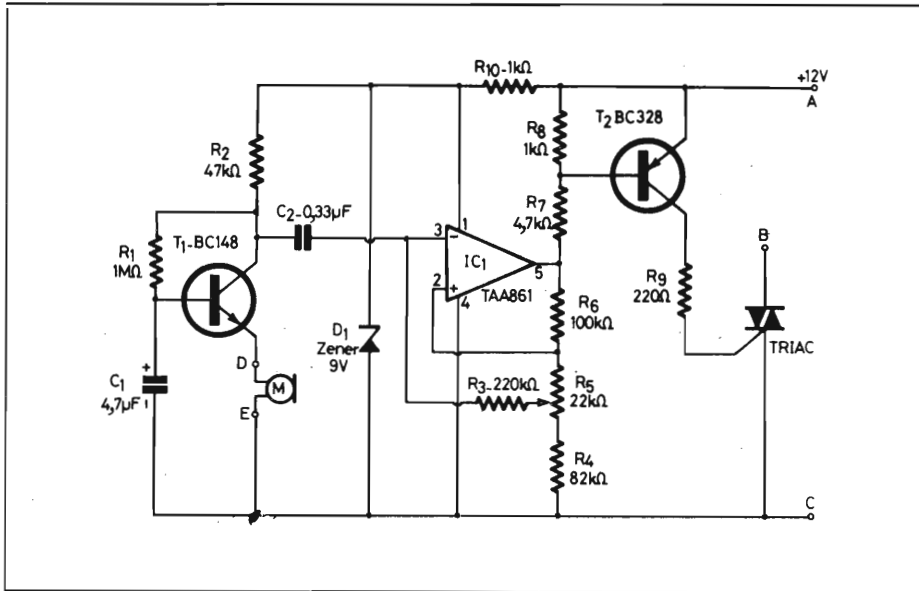 R10-1kΩ
+12V
A
R2
47kΩ
R8
1kΩ
T2 BC328
C2-0,33µF
R7
4,7kΩ
R1
1MΩ
T1-BC148
3
−
1
IC1
5
2
+
4
TAA861
B
R9
220Ω
R6
100kΩ
TRIAC
D1
Zener
9V
D
M
E
+
C1
4,7µF
R3-220kΩ
R5
22kΩ
R4
82kΩ
C